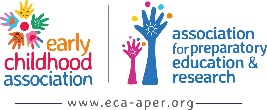 early
childhood
association
association
for preparatory
education &
research
www.eca-aper.org